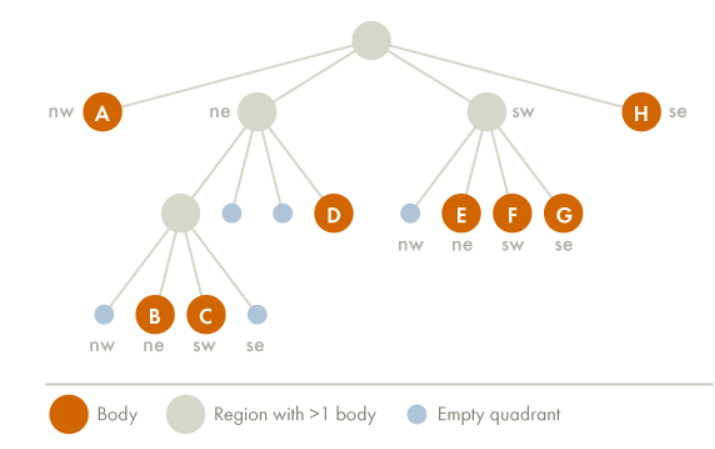 nw A ne sw H se
D E F G
nw ne sw se
B C
nw ne sw se
Body Region with >1 body Empty quadrant